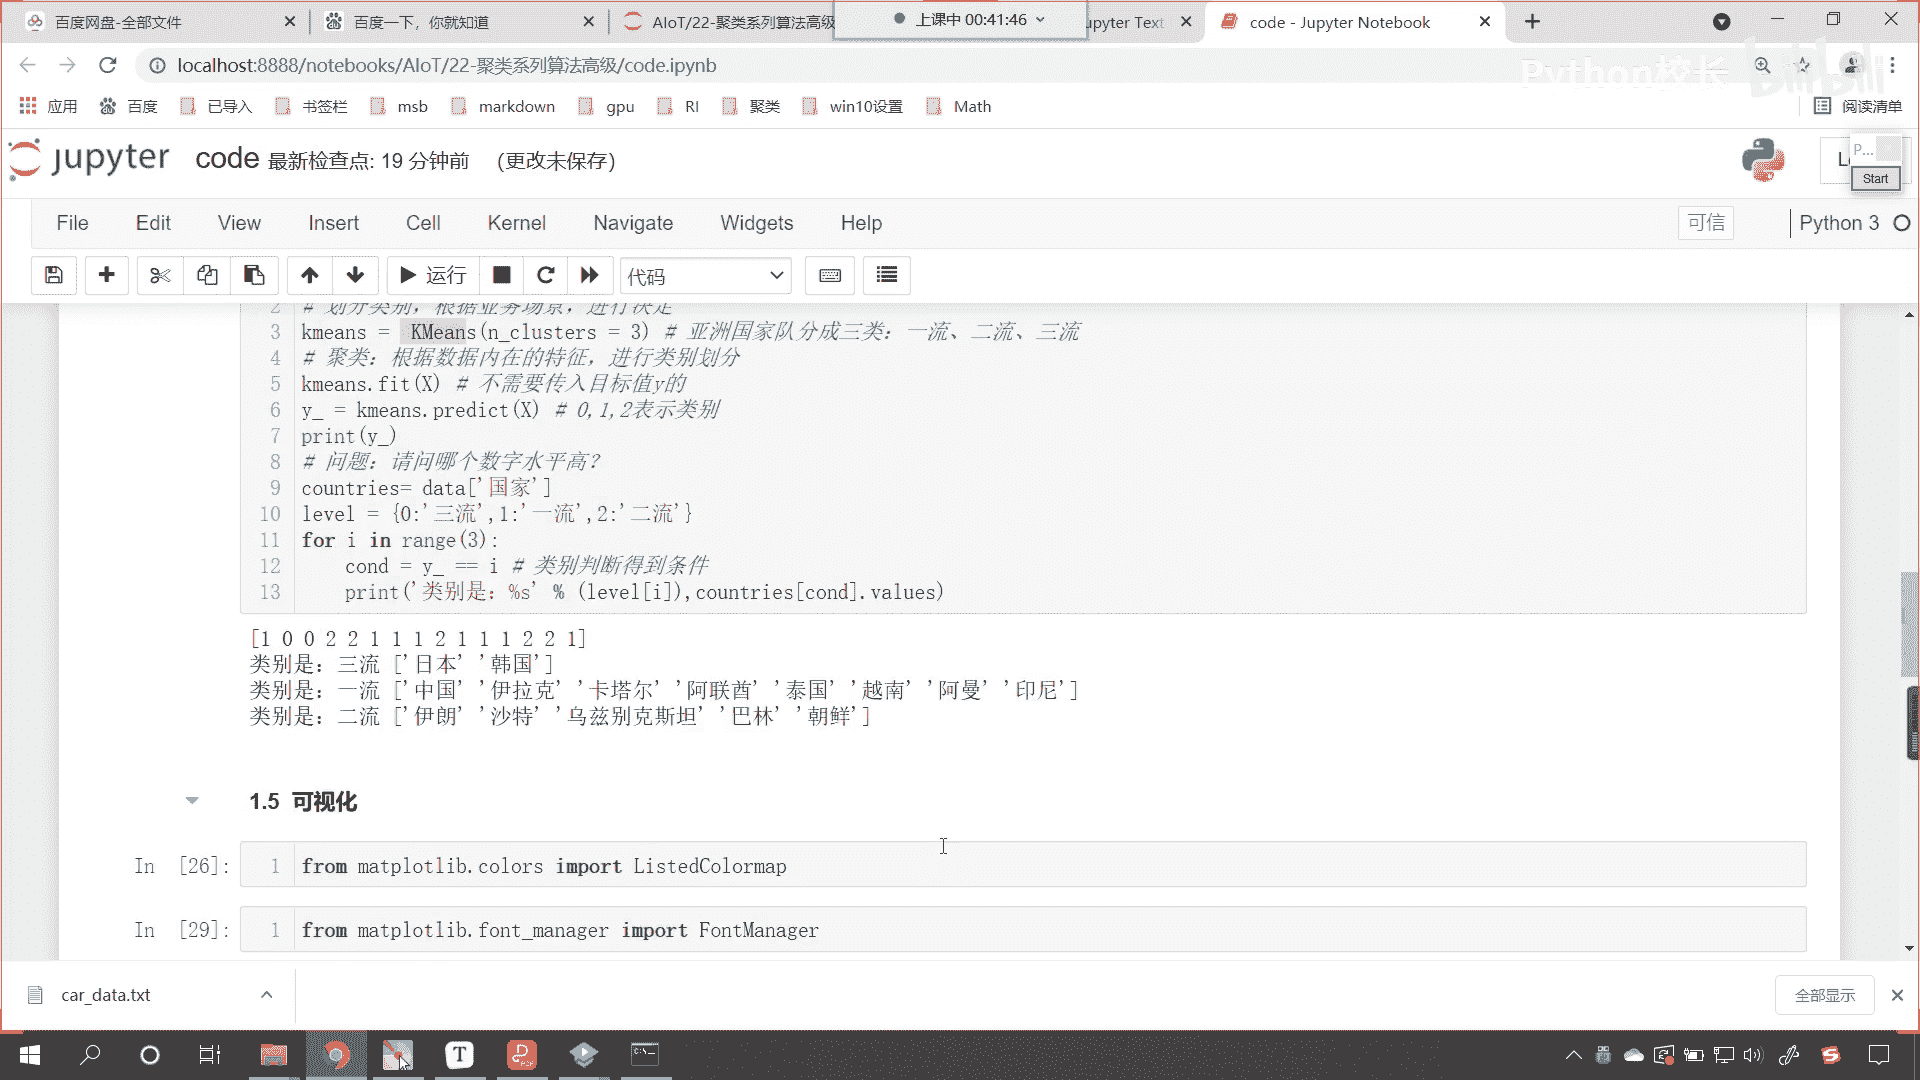 百度网盘-全部文件
百度一下，你就知道
AIoT/22-聚类系列算法高级
上课中 00:41:46
upyter Text
code - Jupyter Notebook
localhost:8888/notebooks/AIoT/22-聚类系列算法高级/code.ipynb
Python校长
bilibili
应用 百度 已导入 书签栏 msb markdown gpu RI 聚类 win10设置 Math 阅读清单
jupyter code 最新检查点: 19 分钟前 (更改未保存)
P...
Start
File Edit View Insert Cell Kernel Navigate Widgets Help 可信 Python 3
运行 代码
2 # 划分类别，根据业务场景，进行决定
3 kmeans = KMeans(n_clusters = 3) # 亚洲国家队分成三类：一流、二流、三流
4 # 聚类：根据数据内在的特征，进行类别划分
5 kmeans.fit(X) # 不需要传入目标值y的
6 y_ = kmeans.predict(X) # 0,1,2表示类别
7 print(y_)
8 # 问题：请问哪个数字水平高？
9 countries= data['国家']
10 level = {0:'三流',1:'一流',2:'二流'}
11 for i in range(3):
12 cond = y_ == i # 类别判断得到条件
13 print('类别是：%s' % (level[i]),countries[cond].values)
[1 0 0 2 2 1 1 1 2 1 1 1 2 2 1]
类别是：三流 ['日本' '韩国']
类别是：一流 ['中国' '伊拉克' '卡塔尔' '阿联酋' '泰国' '越南' '阿曼' '印尼']
类别是：二流 ['伊朗' '沙特' '乌兹别克斯坦' '巴林' '朝鲜']
1.5 可视化
In [26]: 1 from matplotlib.colors import ListedColormap
In [29]: 1 from matplotlib.font_manager import FontManager
car_data.txt
全部显示